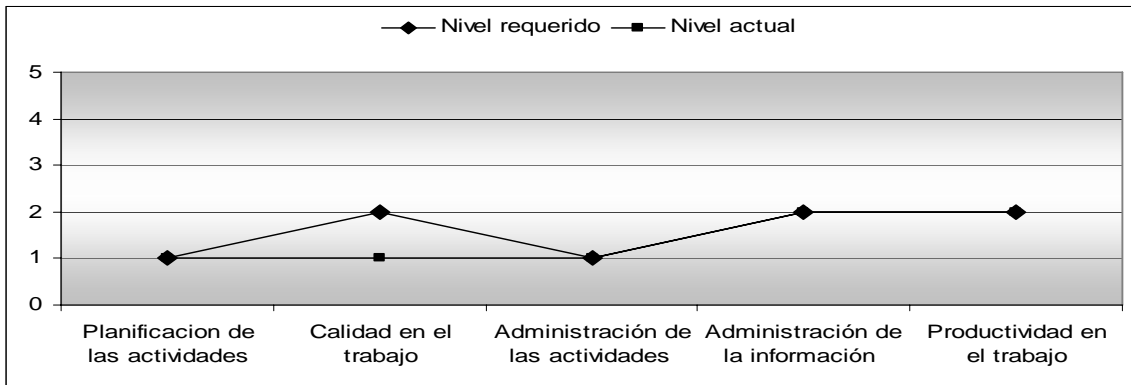 Nivel requerido Nivel actual
5
4
3
2
1
0
Planificacion de las actividades
Calidad en el trabajo
Administración de las actividades
Administración de la información
Productividad en el trabajo